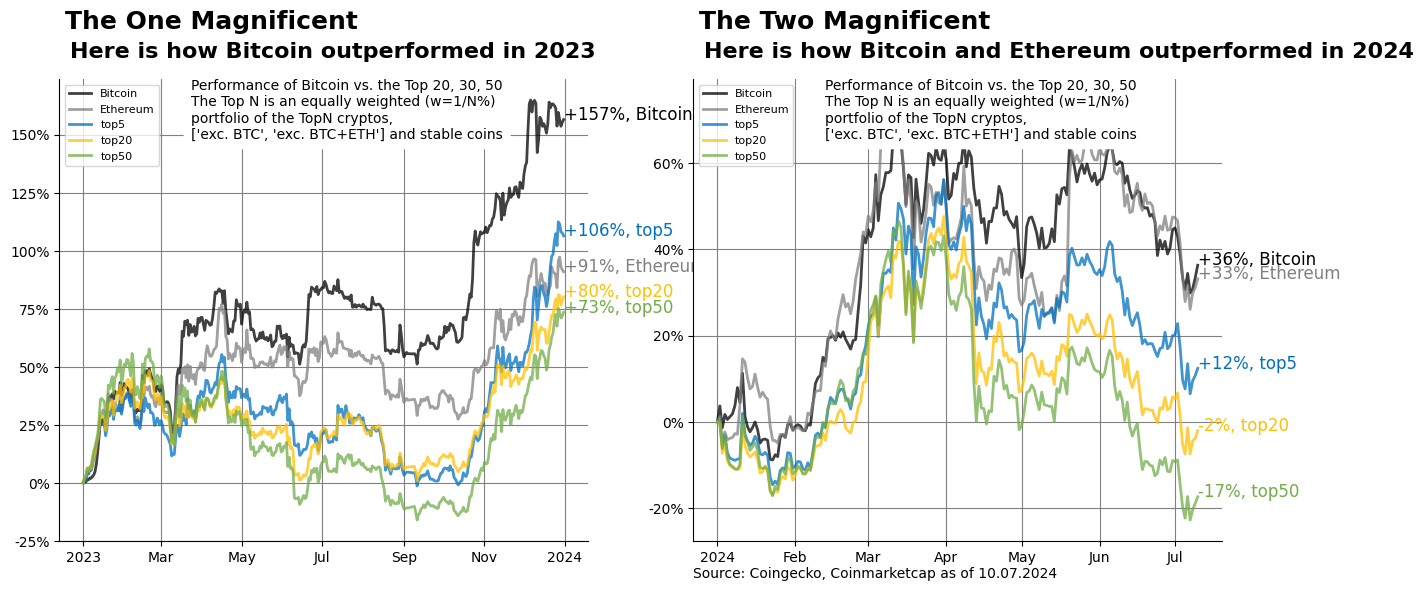 The One Magnificent
Here is how Bitcoin outperformed in 2023
Bitcoin
Ethereum
top5
top20
top50
Performance of Bitcoin vs. the Top 20, 30, 50
The Top N is an equally weighted (w=1/N%)
portfolio of the TopN cryptos,
['exc. BTC', 'exc. BTC+ETH'] and stable coins
150%
125%
100%
75%
50%
25%
0%
-25%
+157%, Bitcoin
+106%, top5
+91%, Ethereu
+80%, top20
+73%, top50
2023
Mar
May
Jul
Sep
Nov
2024
The Two Magnificent
Here is how Bitcoin and Ethereum outperformed in 2024
Bitcoin
Ethereum
top5
top20
top50
Performance of Bitcoin vs. the Top 20, 30, 50
The Top N is an equally weighted (w=1/N%)
portfolio of the TopN cryptos,
['exc. BTC', 'exc. BTC+ETH'] and stable coins
60%
40%
20%
0%
-20%
+36%, Bitcoin
+33%, Ethereum
+12%, top5
-2%, top20
-17%, top50
2024
Feb
Mar
Apr
May
Jun
Jul
Source: Coingecko, Coinmarketcap as of 10.07.2024